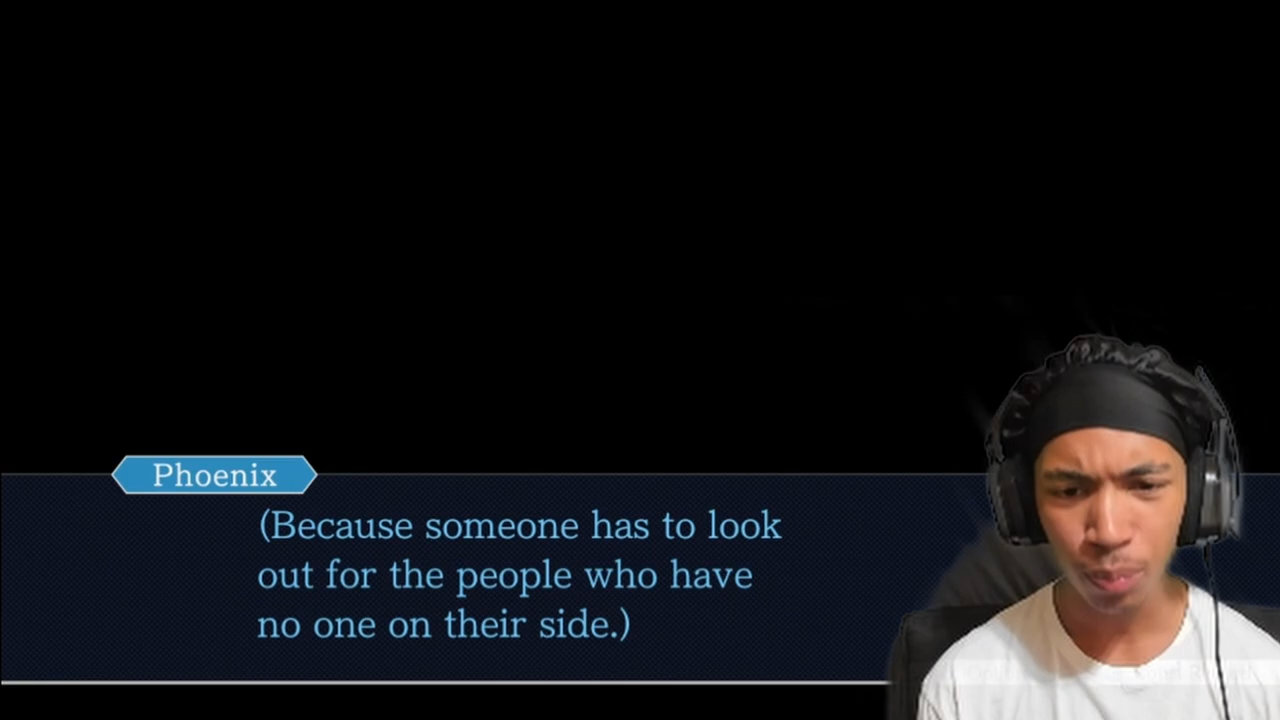 Phoenix
(Because someone has to look
out for the people who have
no one on their side.)